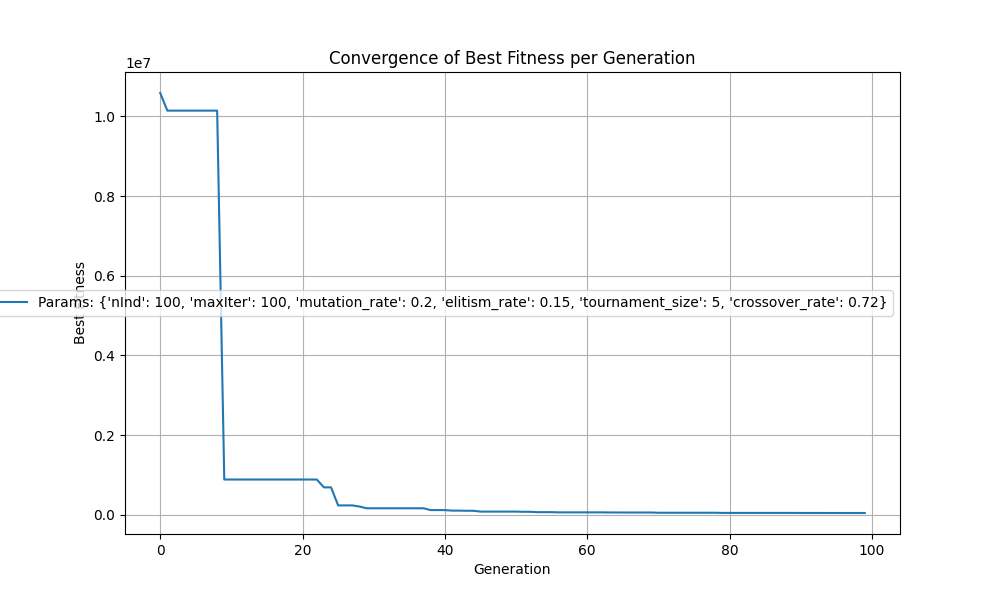 Convergence of Best Fitness per Generation
1e7
1.0
0.8
0.6
0.4
0.2
0.0
Best Fitness
Params: {'nInd': 100, 'maxIter': 100, 'mutation_rate': 0.2, 'elitism_rate': 0.15, 'tournament_size': 5, 'crossover_rate': 0.72}
0 20 40 60 80 100
Generation